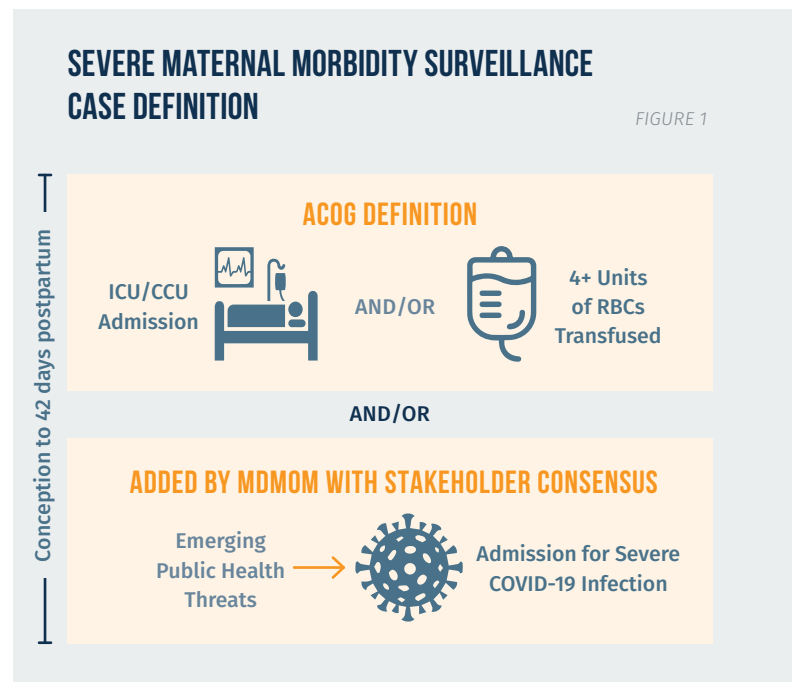 SEVERE MATERNAL MORBIDITY SURVEILLANCE
CASE DEFINITION
FIGURE 1
Conception to 42 days postpartum
ACOG DEFINITION
ICU/CCU
Admission
AND/OR
4+ Units
of RBCs
Transfused
AND/OR
ADDED BY MDMOM WITH STAKEHOLDER CONSENSUS
Emerging
Public Health
Threats
Admission for Severe
COVID-19 Infection